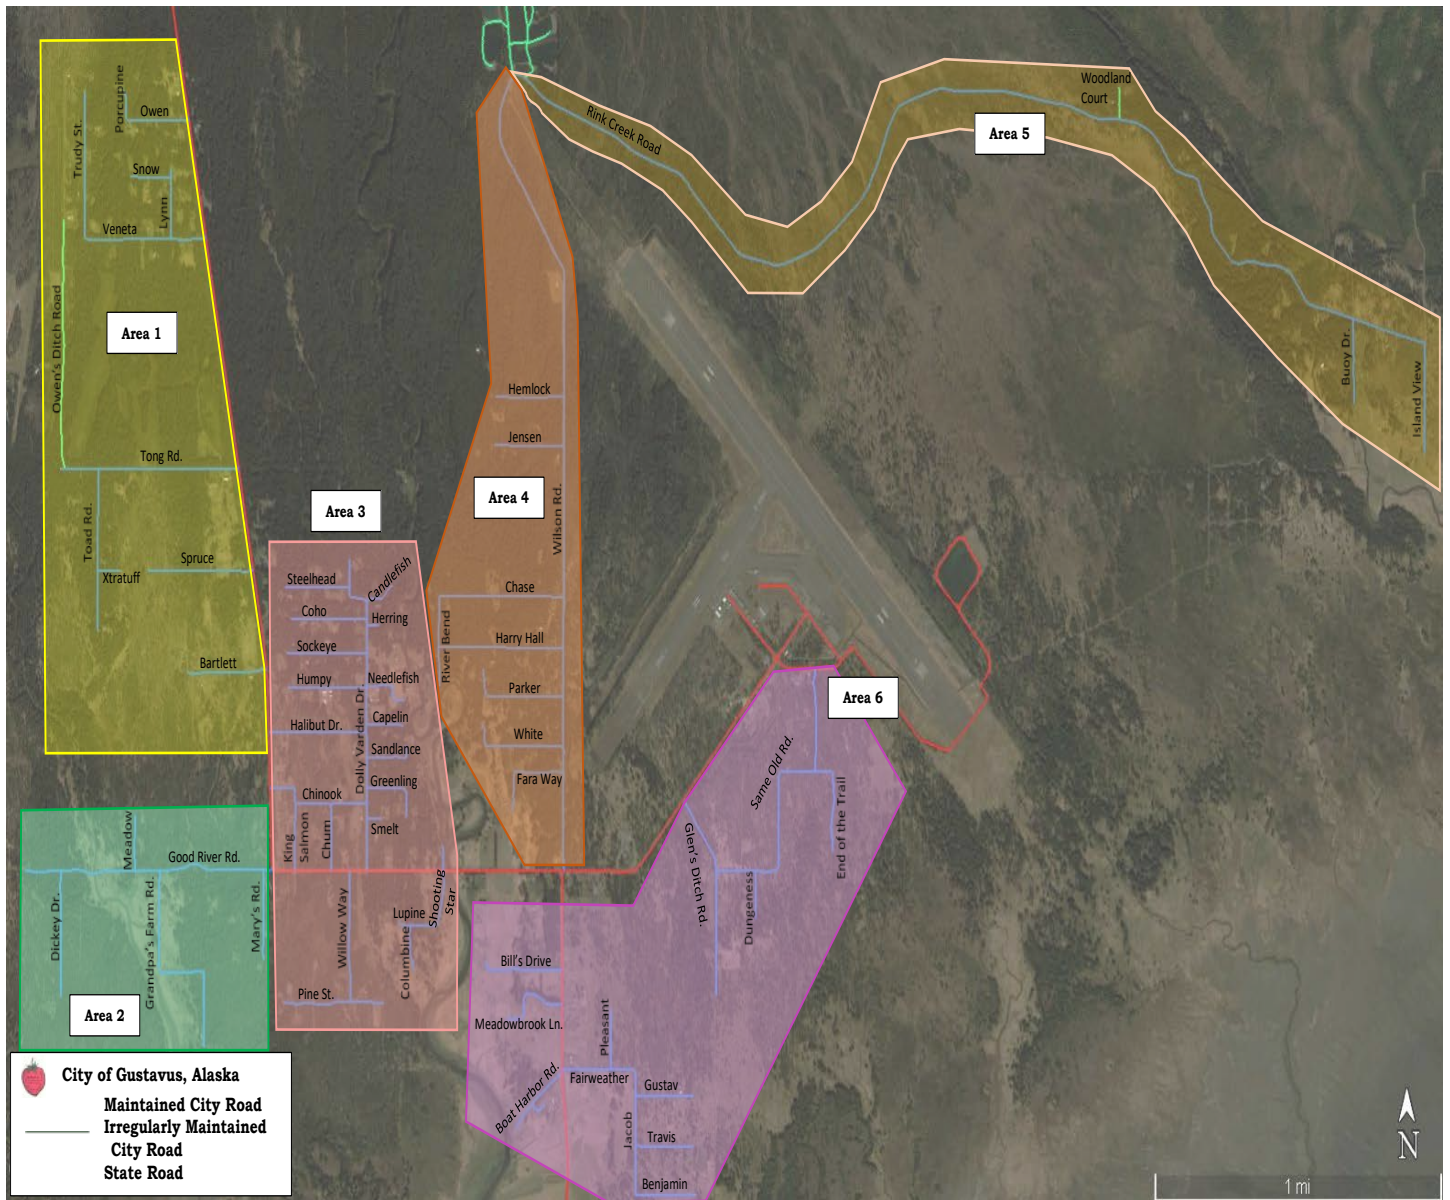 Woodland
Court
Rink Creek Road
Area 5
Porcupine
Owen
Trudy St.
Snow
Lynn
Veneta
Owen's Ditch Road
Area 1
Buoy Dr.
Island View
Hemlock
Jensen
Tong Rd.
Area 4
Wilson Rd.
Area 3
Toad Rd.
Spruce
Xtratuff
Steelhead
Candlefish
Chase
Coho
Herring
River Bend
Harry Hall
Sockeye
Bartlett
Humpy
Needlefish
Parker
Area 6
Dolly Varden Dr.
Halibut Dr.
Capelin
White
Sandlance
Same Old Rd.
Greenling
Fara Way
Chinook
Smelt
King
Salmon
Chum
End of the Trail
Meadow
Good River Rd.
Glen's Ditch Rd.
Dickey Dr.
Grandpa's Farm Rd.
Mary's Rd.
Willow Way
Lupine
Shooting
Star
Columbine
Dungeness
Bill's Drive
Pine St.
Area 2
Meadowbrook Ln.
Pleasant
Boat Harbor Rd.
Fairweather
Gustav
Jacob
Travis
Benjamin
City of Gustavus, Alaska
Maintained City Road
Irregularly Maintained
City Road
State Road
N
1 mi